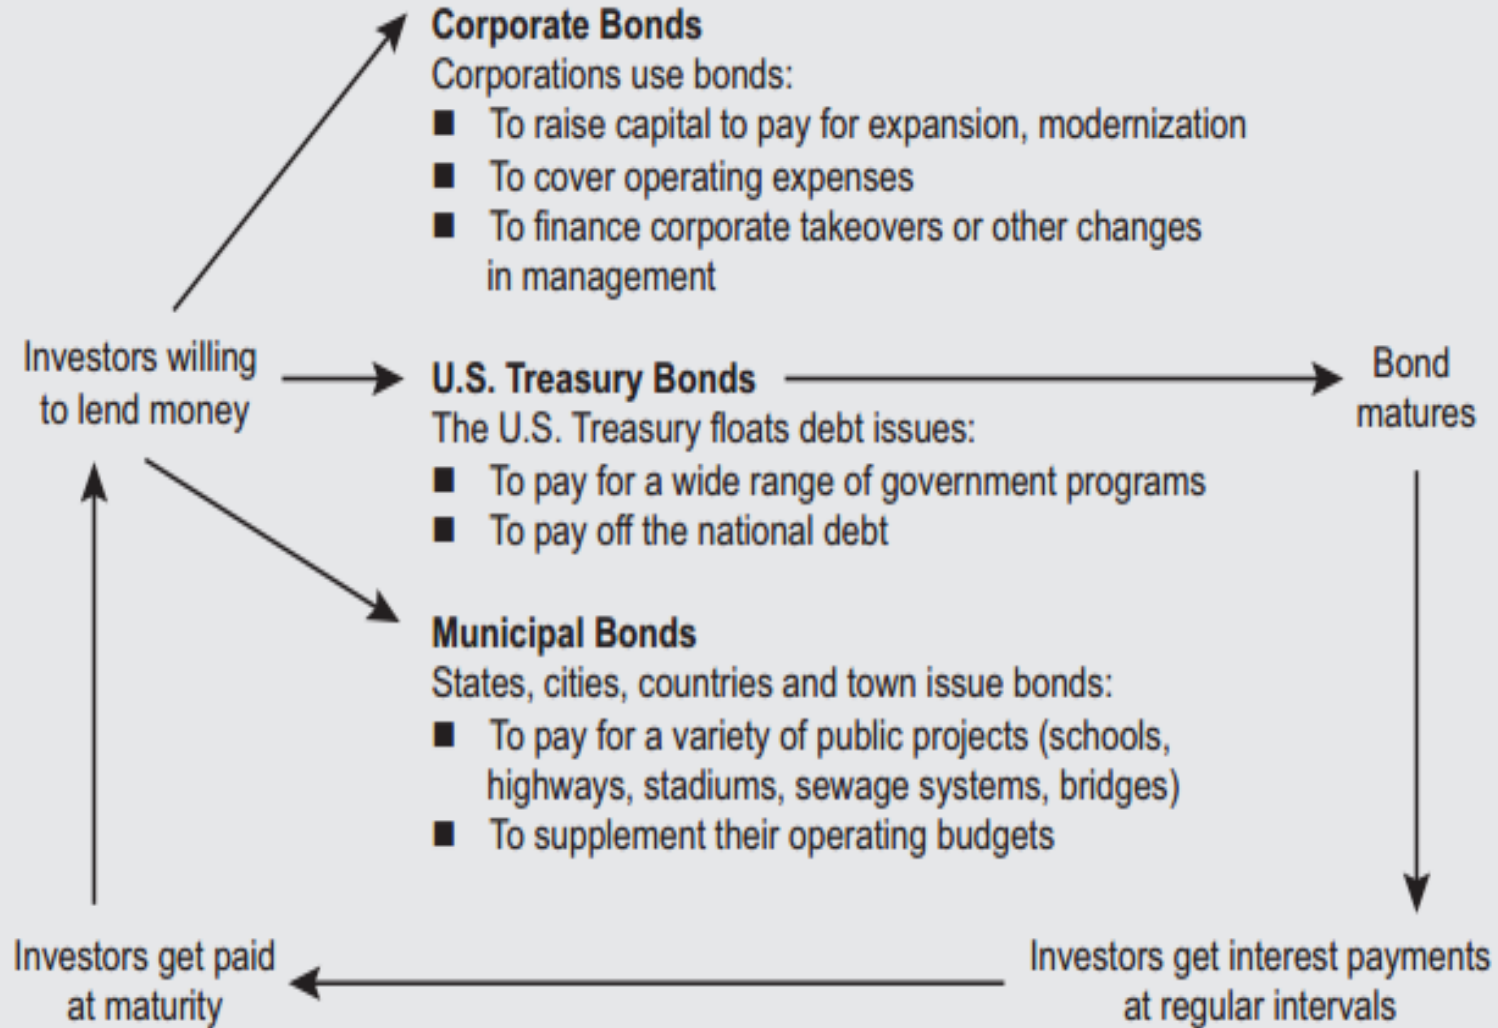 Corporate Bonds
Corporations use bonds:
■ To raise capital to pay for expansion, modernization
■ To cover operating expenses
■ To finance corporate takeovers or other changes
in management
Investors willing
to lend money
U.S. Treasury Bonds
The U.S. Treasury floats debt issues:
■ To pay for a wide range of government programs
■ To pay off the national debt
Bond
matures
Municipal Bonds
States, cities, countries and town issue bonds:
■ To pay for a variety of public projects (schools,
highways, stadiums, sewage systems, bridges)
■ To supplement their operating budgets
Investors get paid
at maturity
Investors get interest payments
at regular intervals